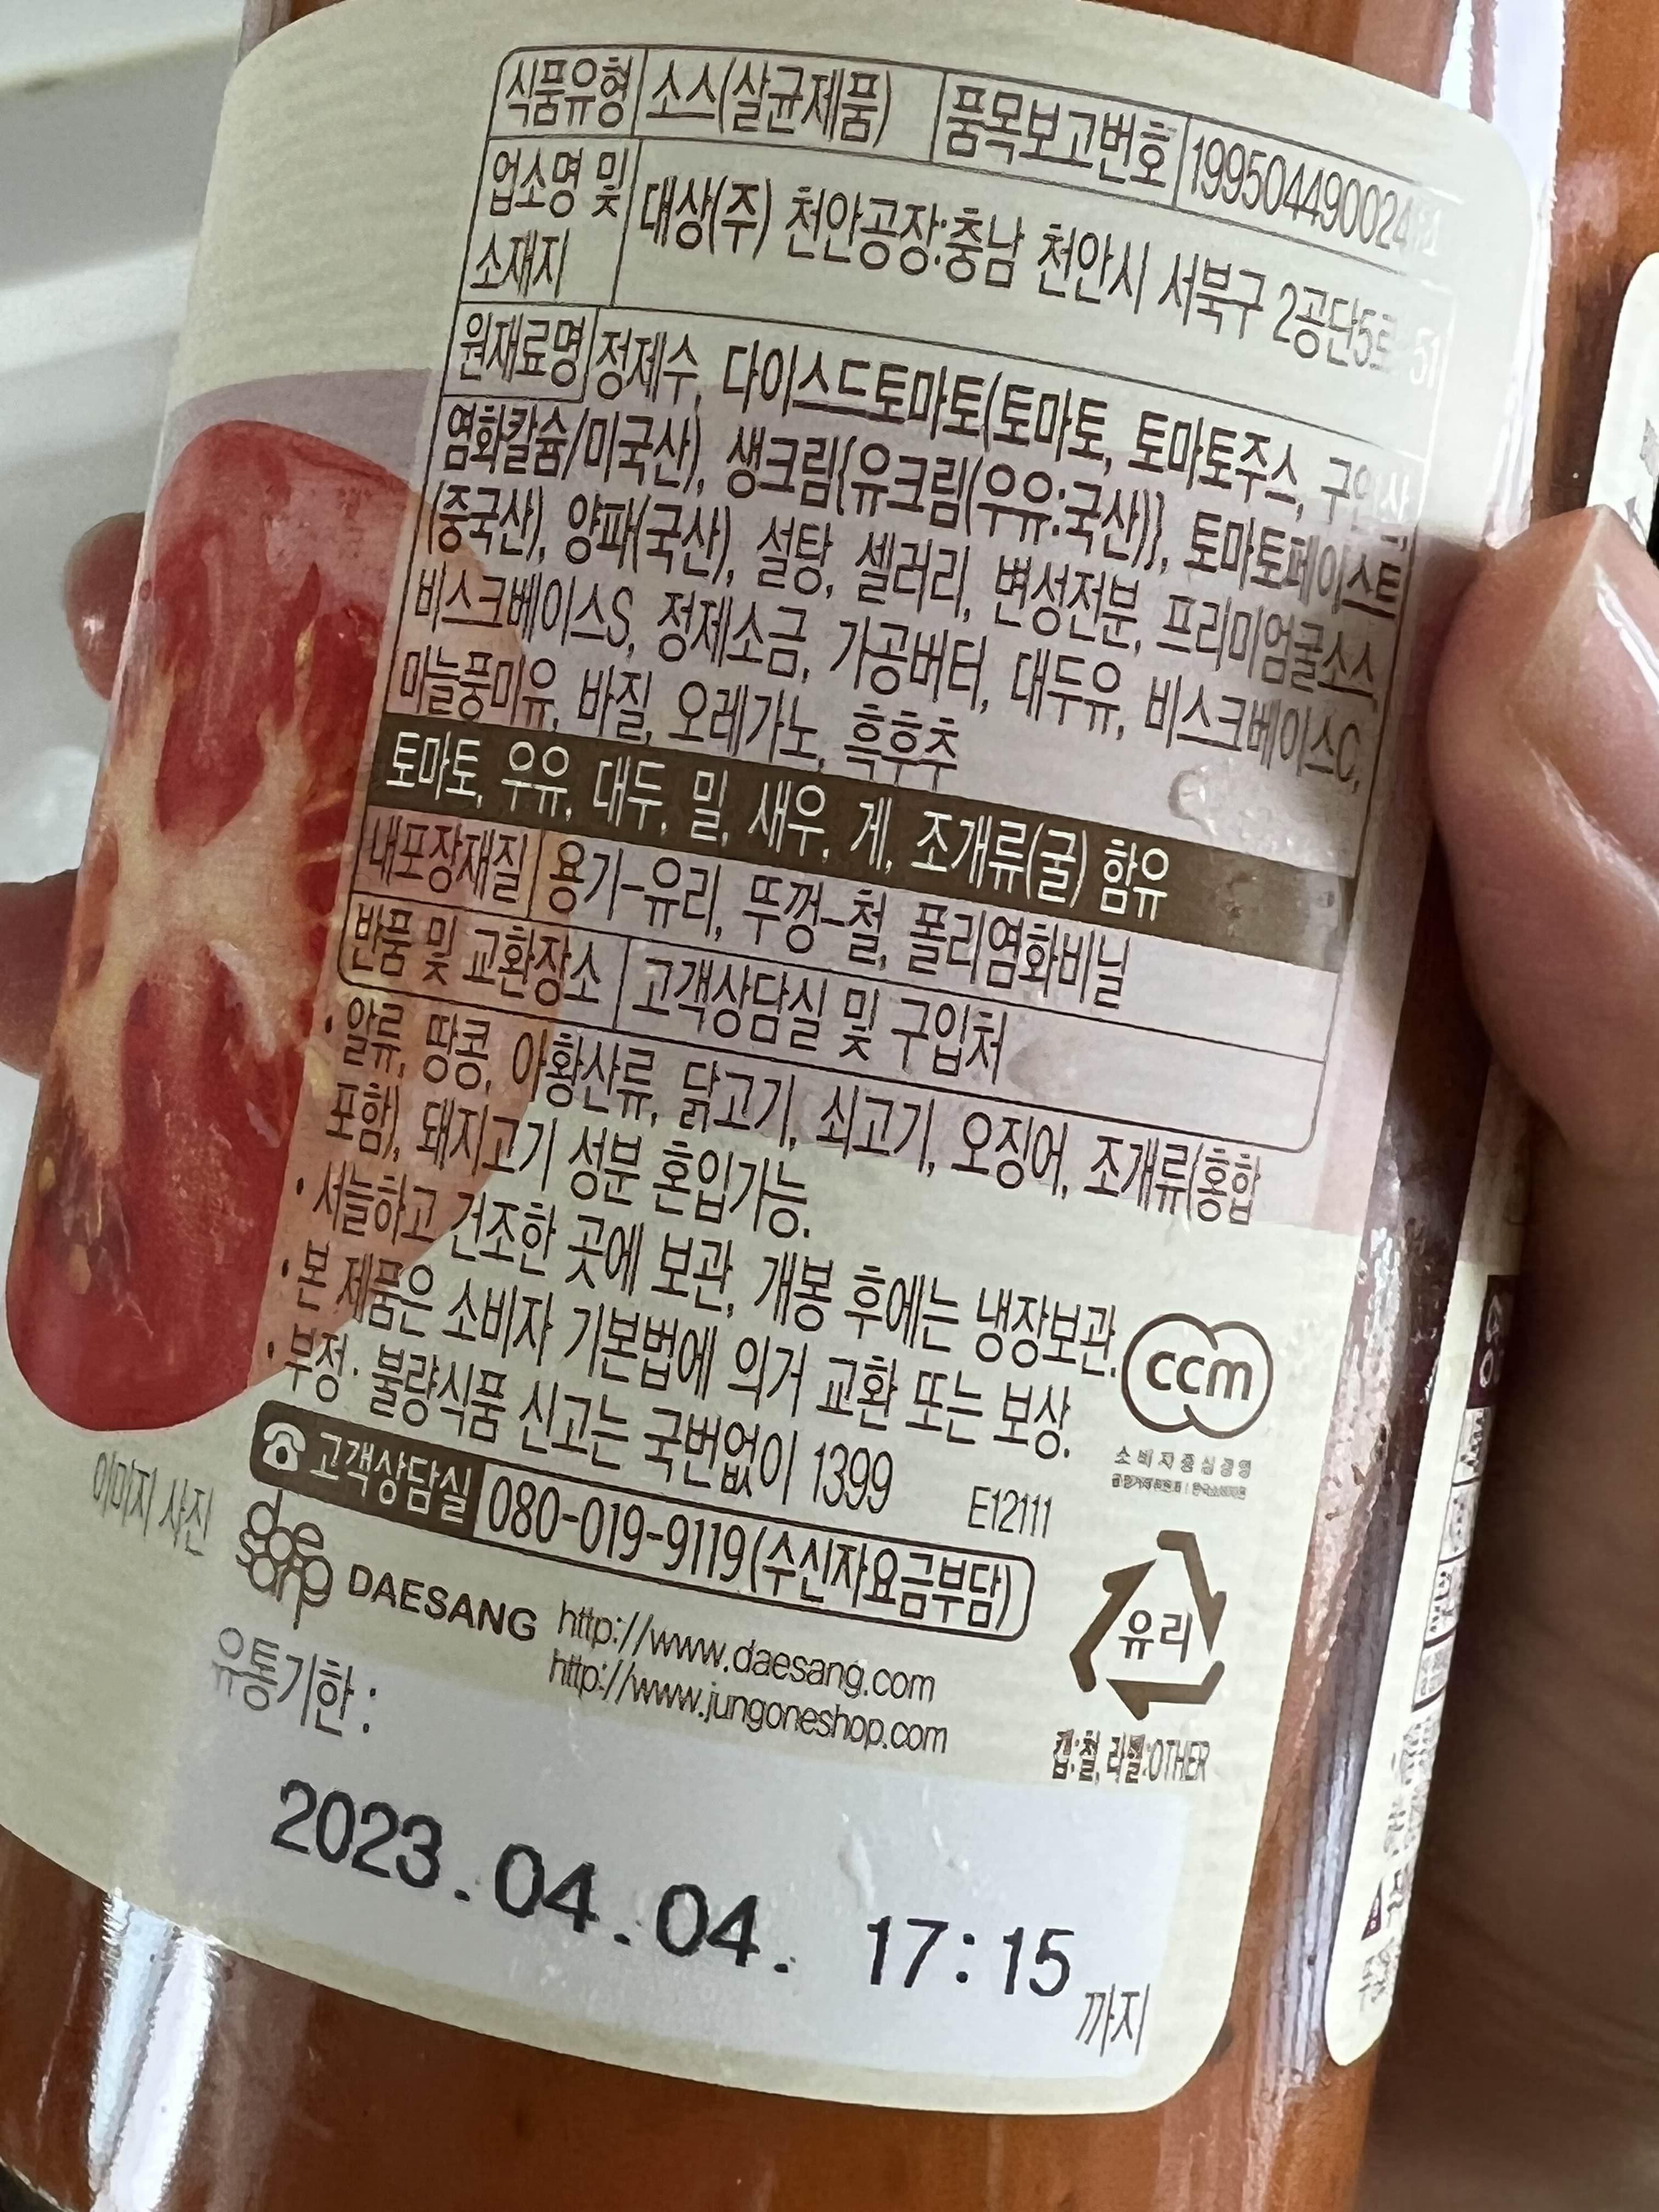 식품유형 소스(살균제품) 품목보고번호 199504490024
업소명 및 소재지 대상(주) 천안공장:충남 천안시 서북구 2공단5로 51
원재료명 정제수, 다이스드토마토(토마토, 토마토주스, 구연산,
염화칼슘/미국산), 생크림{유크림(우유:국산)}, 토마토페이스트
(중국산), 양파(국산), 설탕, 셀러리, 변성전분, 프리미엄굴소스,
비스크베이스S, 정제소금, 가공버터, 대두유, 비스크베이스C,
마늘풍미유, 바질, 오레가노, 흑후추
토마토, 우유, 대두, 밀, 새우, 게, 조개류(굴) 함유
내포장재질 용기-유리, 뚜껑-철, 폴리염화비닐
반품 및 교환장소 고객상담실 및 구입처
· 알류, 땅콩, 아황산류, 닭고기, 쇠고기, 오징어, 조개류(홍합
포함), 돼지고기 성분 혼입가능.
· 서늘하고 건조한 곳에 보관, 개봉 후에는 냉장보관.
· 본 제품은 소비자 기본법에 의거 교환 또는 보상.
· 부정·불량식품 신고는 국번없이 1399 E12111
ccm
소비자중심경영
고객상담실 080-019-9119(수신자요금부담)
이미지 사진
daesang DAESANG http://www.daesang.com
http://www.jungoneshop.com
유리
캡:철, 라벨:OTHER
유통기한 :
2023.04.04. 17:15 까지